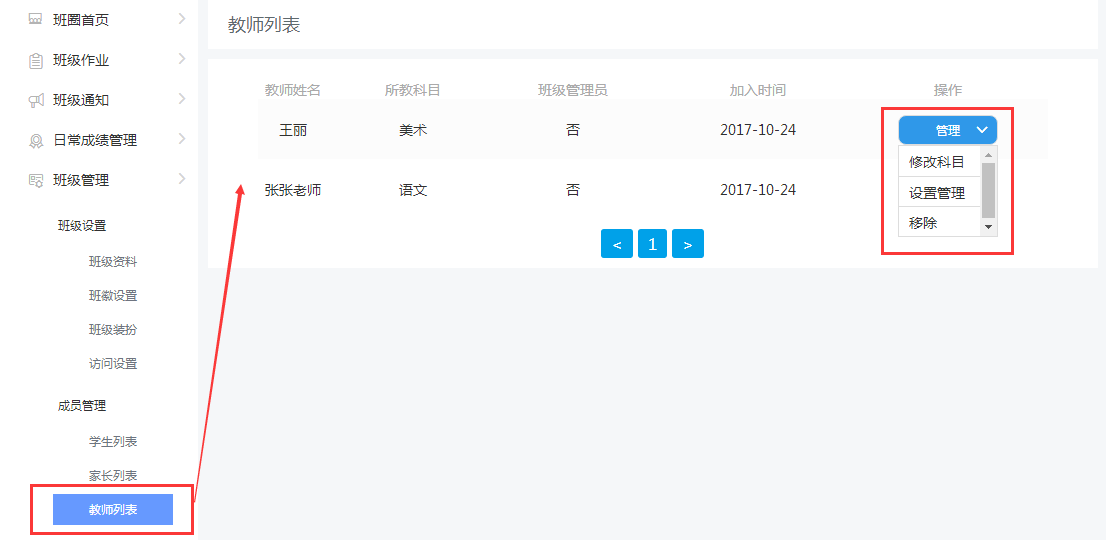 班圈首页
班级作业
班级通知
日常成绩管理
班级管理
班级设置
班级资料
班徽设置
班级装扮
访问设置
成员管理
学生列表
家长列表
教师列表
教师列表
教师姓名 所教科目 班级管理员 加入时间 操作
王丽 美术 否 2017-10-24 管理
修改科目
张张老师 语文 否 2017-10-24 设置管理
移除
< 1 >